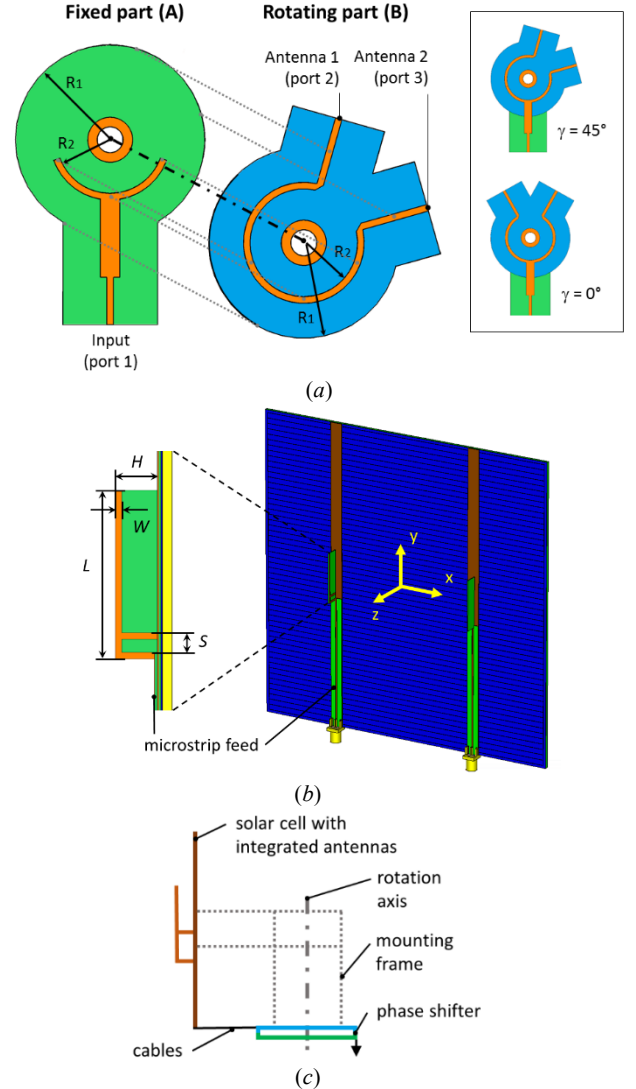 Fixed part (A)
Rotating part (B)
Antenna 1
(port 2)
Antenna 2
(port 3)
R1
R2
R2
R1
Input
(port 1)
γ = 45°
γ = 0°
(a)
H
W
L
S
y
x
z
microstrip feed
(b)
solar cell with
integrated antennas
rotation
axis
mounting
frame
phase shifter
cables
(c)